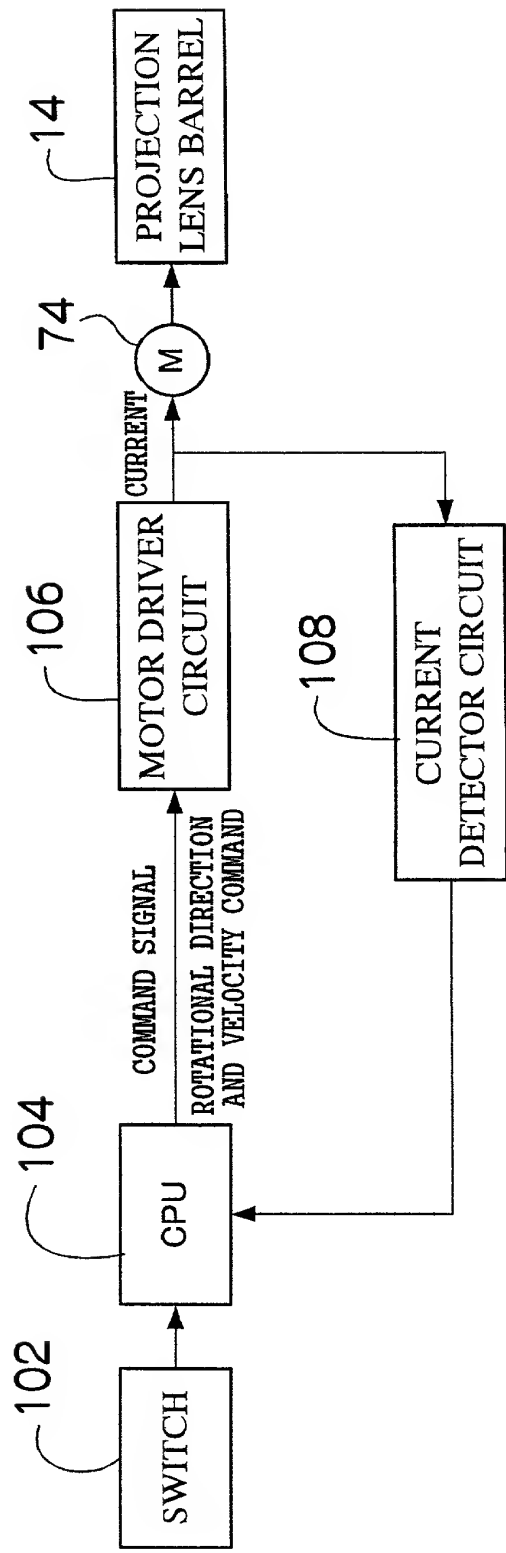 102
SWITCH
104
CPU
COMMAND SIGNAL
ROTATIONAL DIRECTION
AND VELOCITY COMMAND
106
MOTOR DRIVER
CIRCUIT
CURRENT
74
M
14
PROJECTION
LENS BARREL
108
CURRENT
DETECTOR CIRCUIT